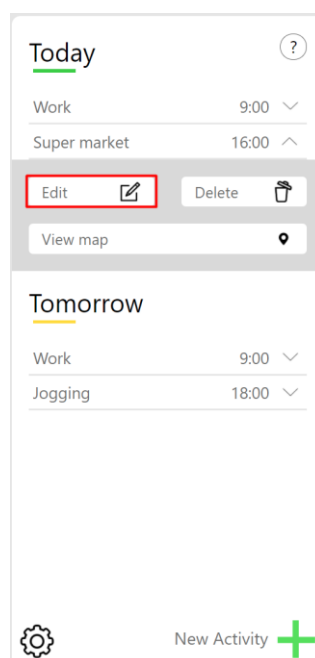 Today ?
Work 9:00
Super market 16:00
Edit Delete
View map
Tomorrow
Work 9:00
Jogging 18:00
New Activity